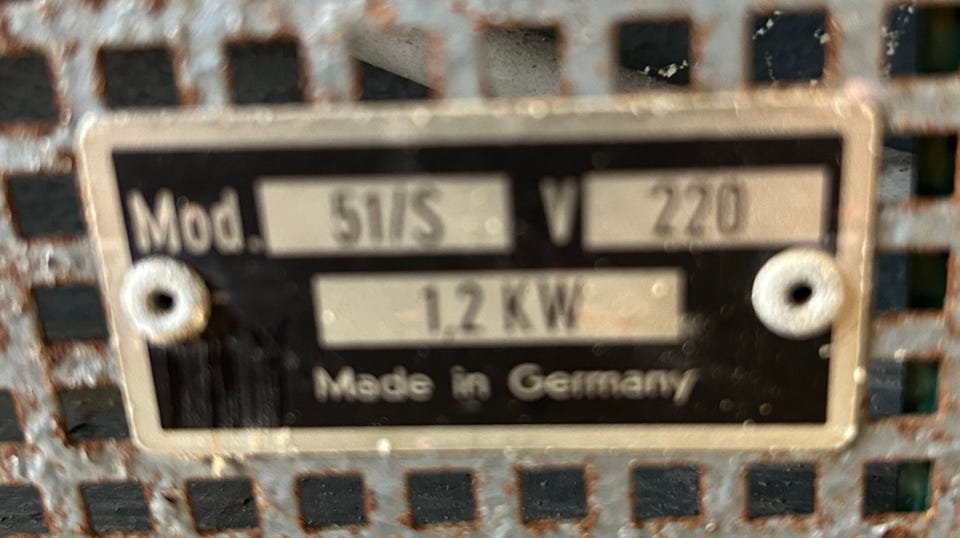 Mod. 51/S V 220
1,2 KW
Made in Germany